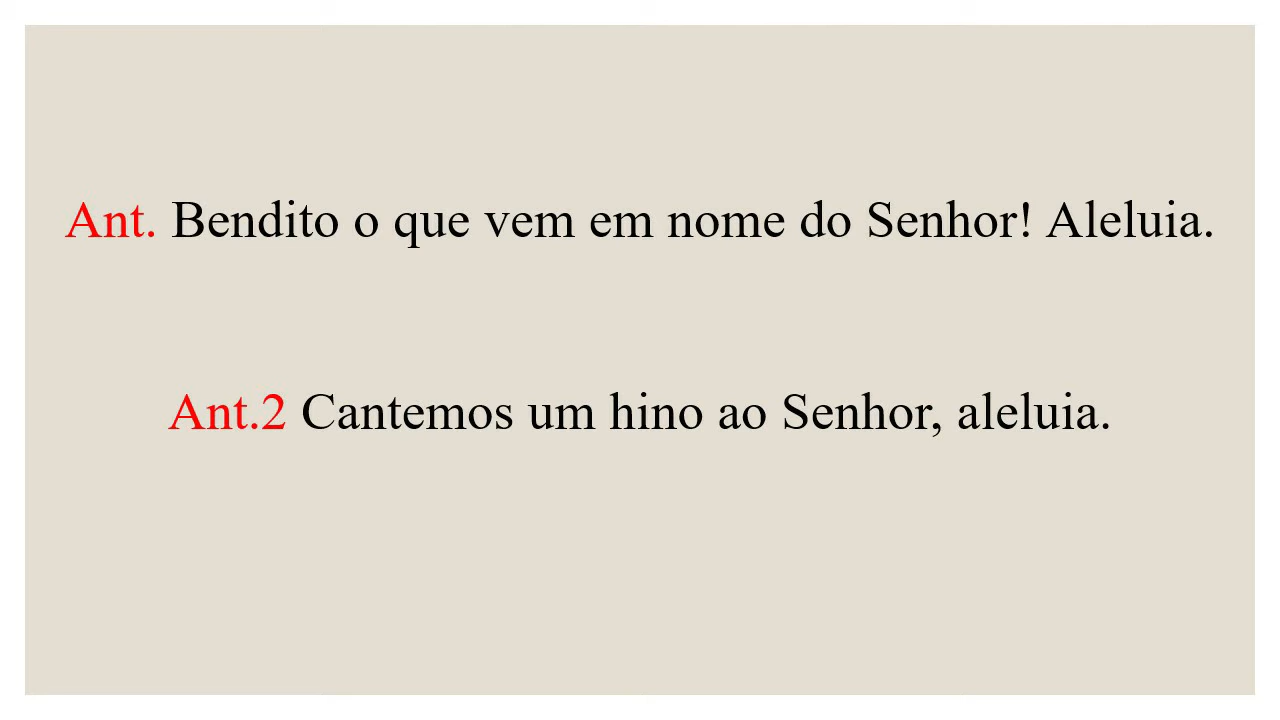 Ant. Bendito o que vem em nome do Senhor! Aleluia.
Ant.2 Cantemos um hino ao Senhor, aleluia.